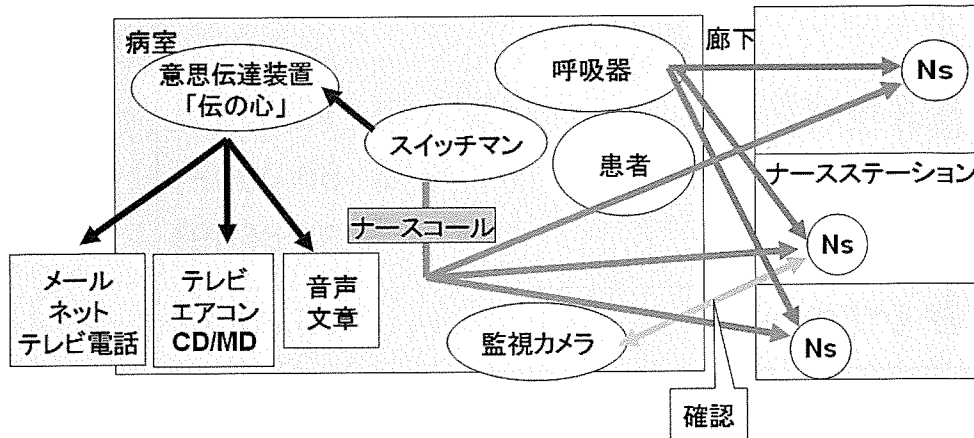 病室
意思伝達装置
「伝の心」
スイッチマン
呼吸器
患者
廊下
Ns
ナースステーション
ナースコール
Ns
メール
ネット
テレビ電話
テレビ
エアコン
CD/MD
音声
文章
監視カメラ
Ns
確認